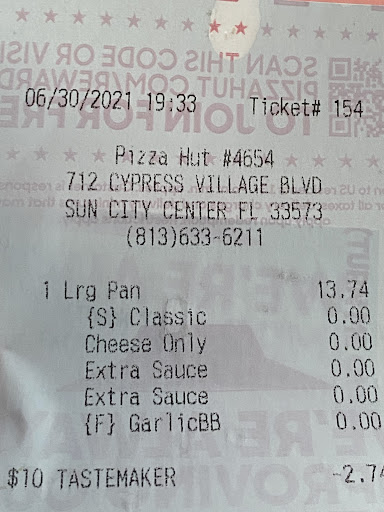 06/30/2021 19:33 Ticket# 154
Pizza Hut #4654
712 CYPRESS VILLAGE BLVD
SUN CITY CENTER FL 33573
(813)633-6211
1 Lrg Pan 13.74
{S} Classic 0.00
Cheese Only 0.00
Extra Sauce 0.00
Extra Sauce 0.00
{F} GarlicBB 0.00
$10 TASTEMAKER -2.74